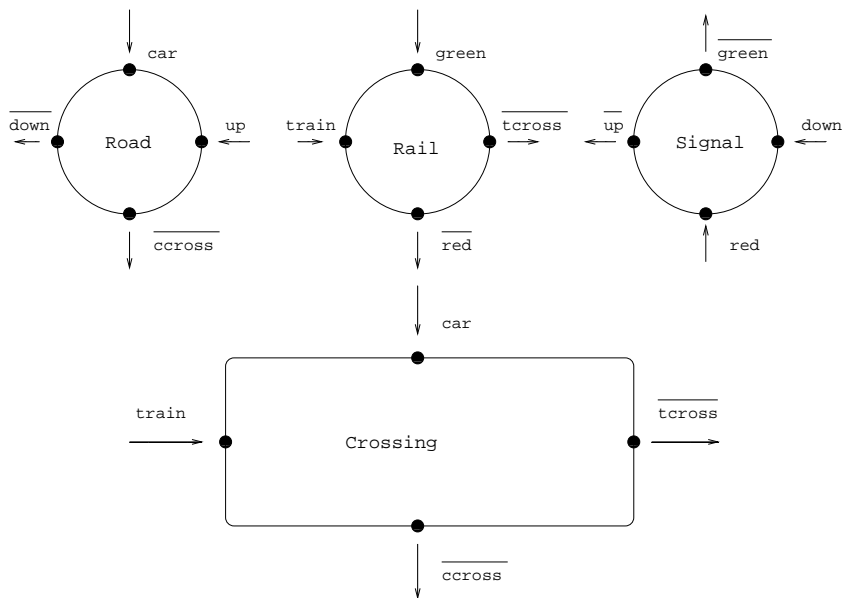 car
green
green
down
Road
up
train
Rail
tcross
up
Signal
down
ccross
red
red
car
train
Crossing
tcross
ccross